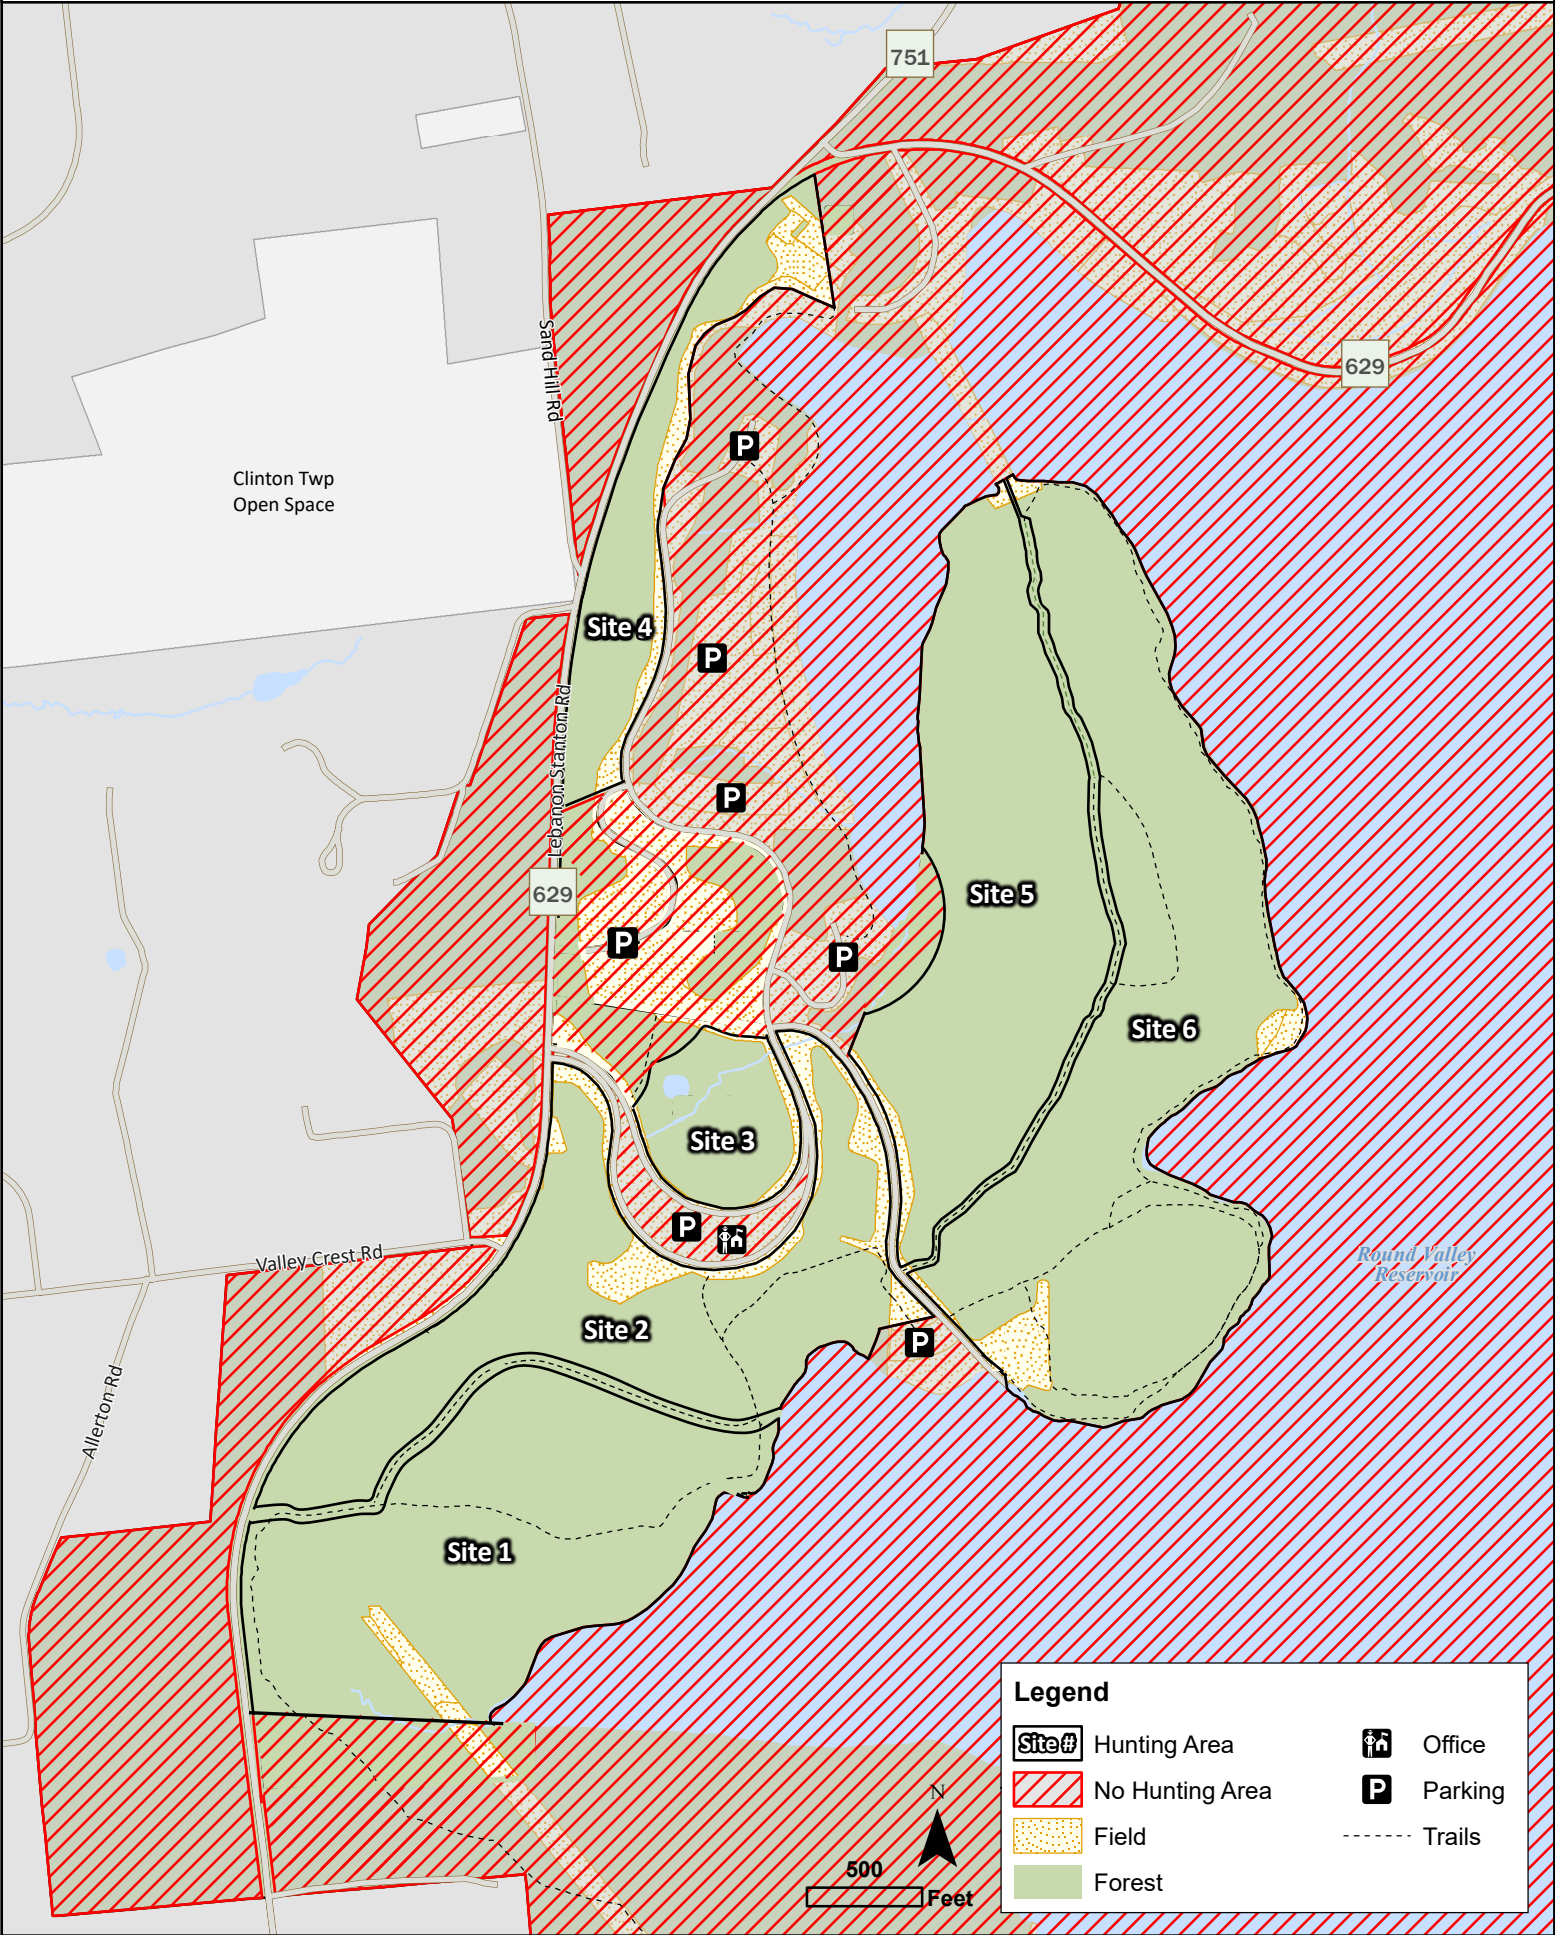 751
629
Sand Hill Rd
Clinton Twp
Open Space
P
Site 4
P
Lebanon Stanton Rd
P
629
Site 5
P
P
Site 6
Site 3
P
Valley Crest Rd
Round Valley
Reservoir
Site 2
P
Allerton Rd
Site 1
Legend
Site # Hunting Area
Office
No Hunting Area
P Parking
Field
Trails
Forest
N
500
Feet